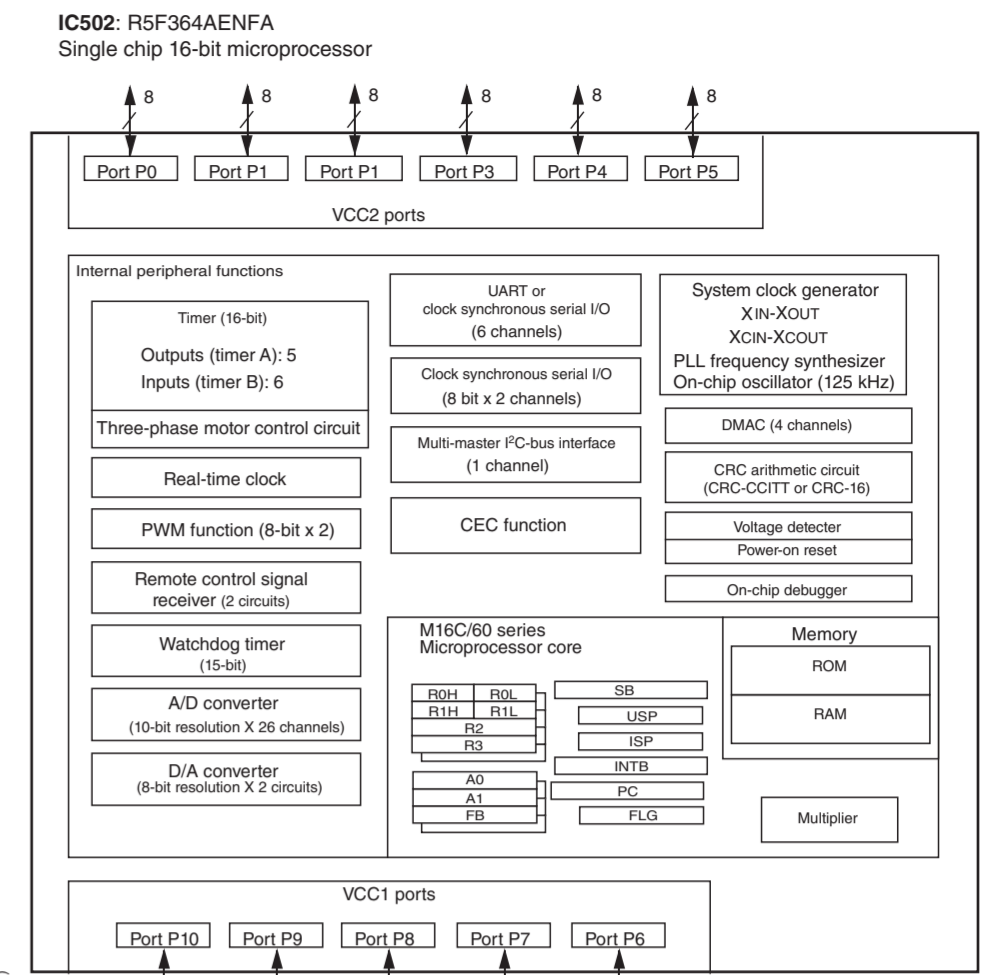 IC502: R5F364AENFA
Single chip 16-bit microprocessor
8 8 8 8 8 8
Port P0 Port P1 Port P1 Port P3 Port P4 Port P5
VCC2 ports
Internal peripheral functions
Timer (16-bit)
Outputs (timer A): 5
Inputs (timer B): 6
Three-phase motor control circuit
Real-time clock
PWM function (8-bit x 2)
Remote control signal
receiver (2 circuits)
Watchdog timer
(15-bit)
A/D converter
(10-bit resolution X 26 channels)
D/A converter
(8-bit resolution X 2 circuits)
UART or
clock synchronous serial I/O
(6 channels)
Clock synchronous serial I/O
(8 bit x 2 channels)
Multi-master I²C-bus interface
(1 channel)
CEC function
System clock generator
XIN-XOUT
XCIN-XCOUT
PLL frequency synthesizer
On-chip oscillator (125 kHz)
DMAC (4 channels)
CRC arithmetic circuit
(CRC-CCITT or CRC-16)
Voltage detecter
Power-on reset
On-chip debugger
M16C/60 series
Microprocessor core
R0H R0L
R1H R1L
R2
R3
A0
A1
FB
SB
USP
ISP
INTB
PC
FLG
Memory
ROM
RAM
Multiplier
VCC1 ports
Port P10 Port P9 Port P8 Port P7 Port P6